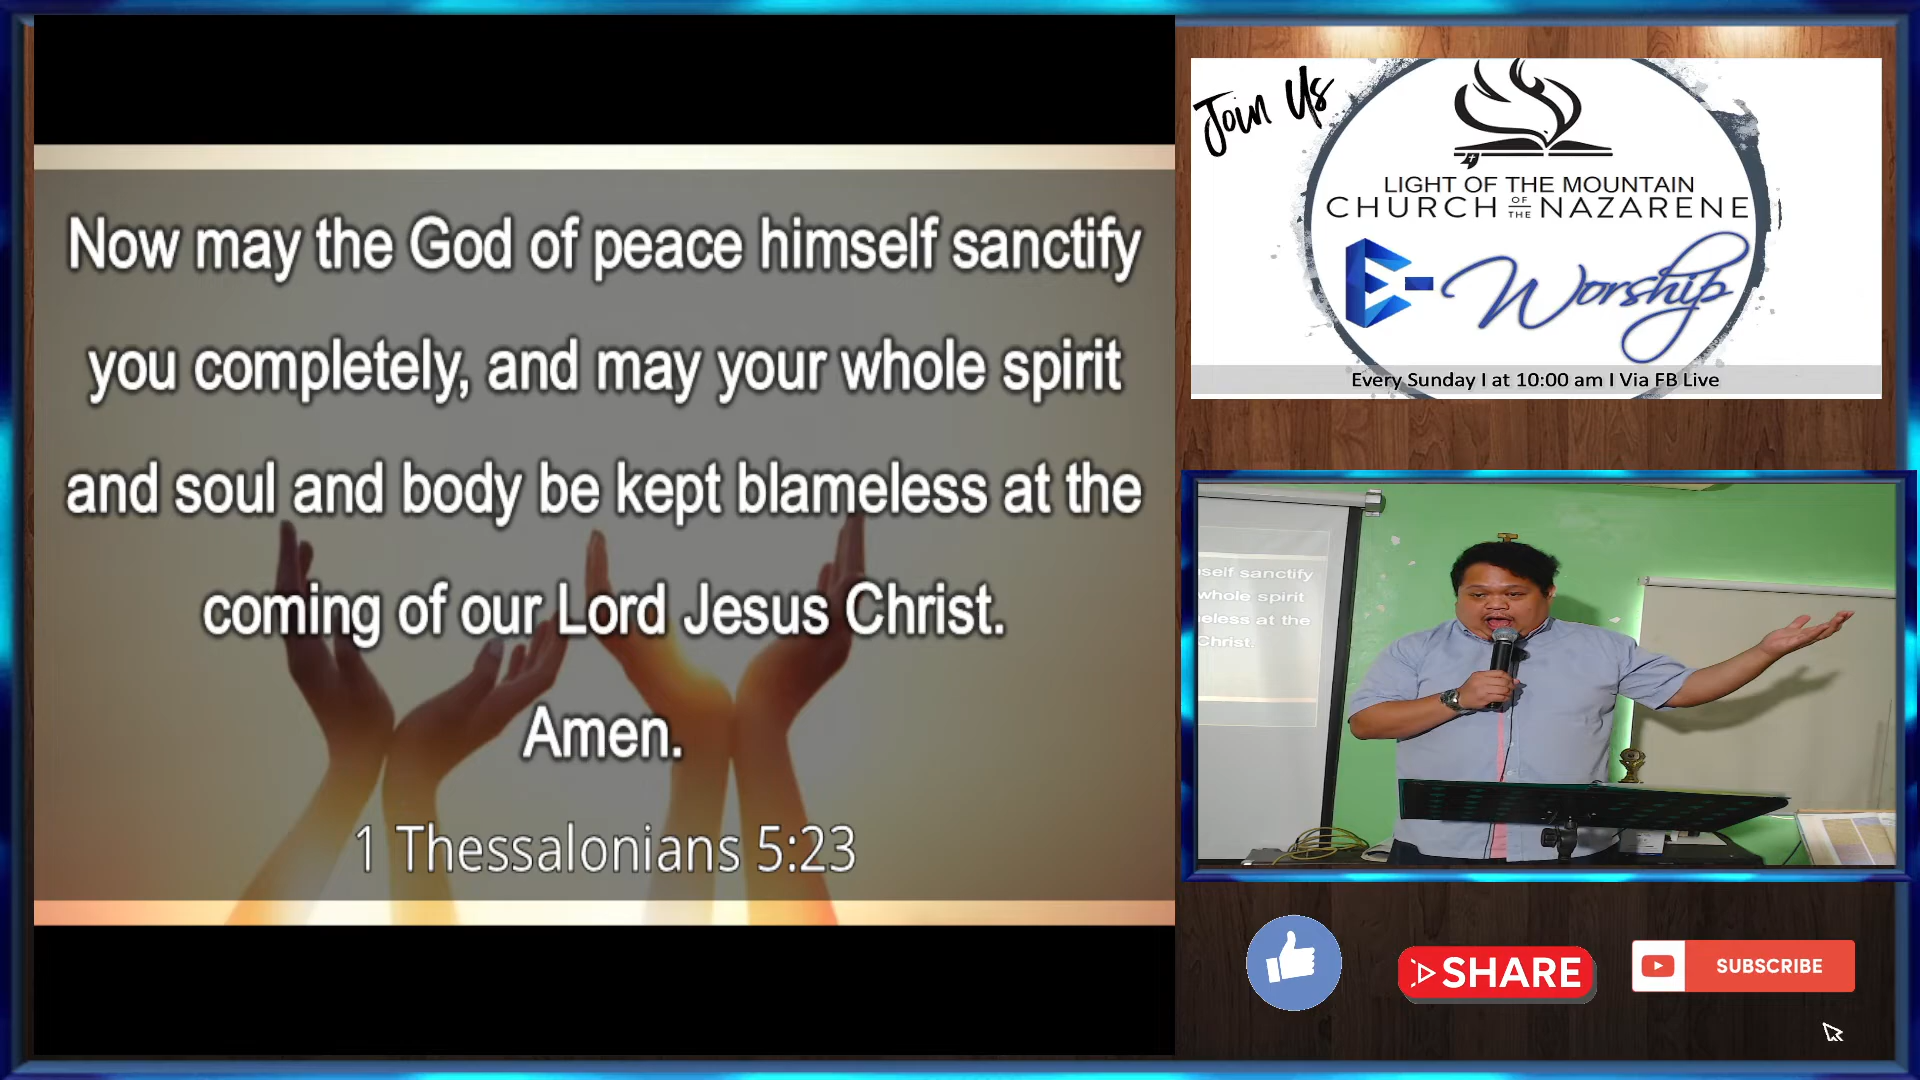 Now may the God of peace himself sanctify
you completely, and may your whole spirit
and soul and body be kept blameless at the
coming of our Lord Jesus Christ.
Amen.
1 Thessalonians 5:23
Join Us
LIGHT OF THE MOUNTAIN
CHURCH OF THE NAZARENE
E-Worship
Every Sunday I at 10:00 am I Via FB Live
self sanctify
whole spirit
eless at the
Christ.
SHARE
SUBSCRIBE